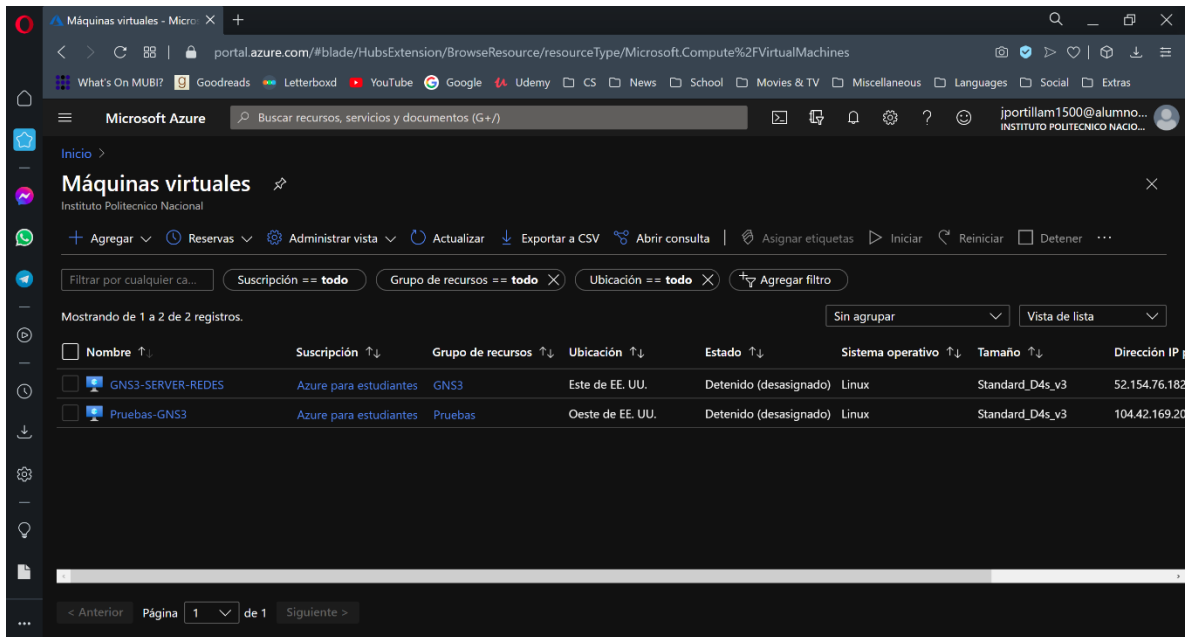 Máquinas virtuales - Micro
portal.azure.com/#blade/HubsExtension/BrowseResource/resourceType/Microsoft.Compute%2FVirtualMachines
What's On MUBI? Goodreads Letterboxd YouTube Google Udemy CS News School Movies & TV Miscellaneous Languages Social Extras
Microsoft Azure Buscar recursos, servicios y documentos (G+/) jportillam1500@alumno...
INSTITUTO POLITECNICO NACIO...
Inicio >
Máquinas virtuales
Instituto Politecnico Nacional
Agregar Reservas Administrar vista Actualizar Exportar a CSV Abrir consulta Asignar etiquetas Iniciar Reiniciar Detener ...
Filtrar por cualquier ca... Suscripción == todo Grupo de recursos == todo Ubicación == todo Agregar filtro
Mostrando de 1 a 2 de 2 registros. Sin agrupar Vista de lista
Nombre Suscripción Grupo de recursos Ubicación Estado Sistema operativo Tamaño Dirección IP
GNS3-SERVER-REDES Azure para estudiantes GNS3 Este de EE. UU. Detenido (desasignado) Linux Standard_D4s_v3 52.154.76.182
Pruebas-GNS3 Azure para estudiantes Pruebas Oeste de EE. UU. Detenido (desasignado) Linux Standard_D4s_v3 104.42.169.20
< Anterior Página 1 de 1 Siguiente >